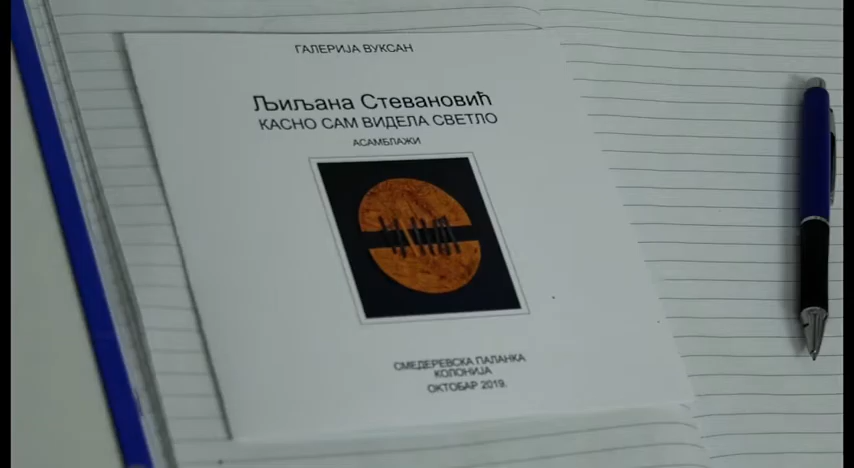 ГАЛЕРИЈА ВУКСАН
Љиљана Стевановић
КАСНО САМ ВИДЕЛА СВЕТЛО
АСАМБЛАЖИ
СМЕДЕРЕВСКА ПАЛАНКА
КОЛОНИЈА
ОКТОБАР 2019.